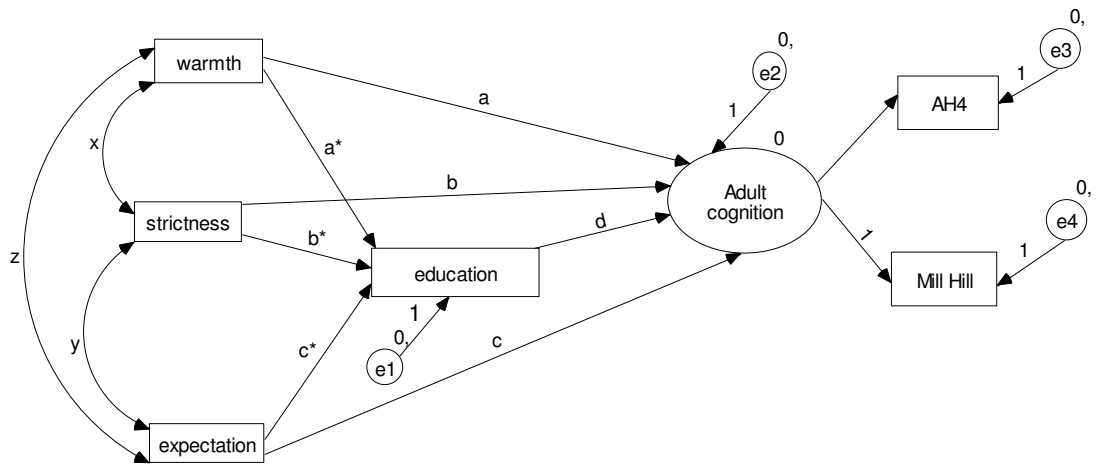 0,
0,
e3
e2
warmth
1
AH4
a
1
0
x
a*
b
Adult
cognition
0,
strictness
d
e4
b*
1
z
education
1
Mill Hill
1
0,
y
c*
c
e1
expectation